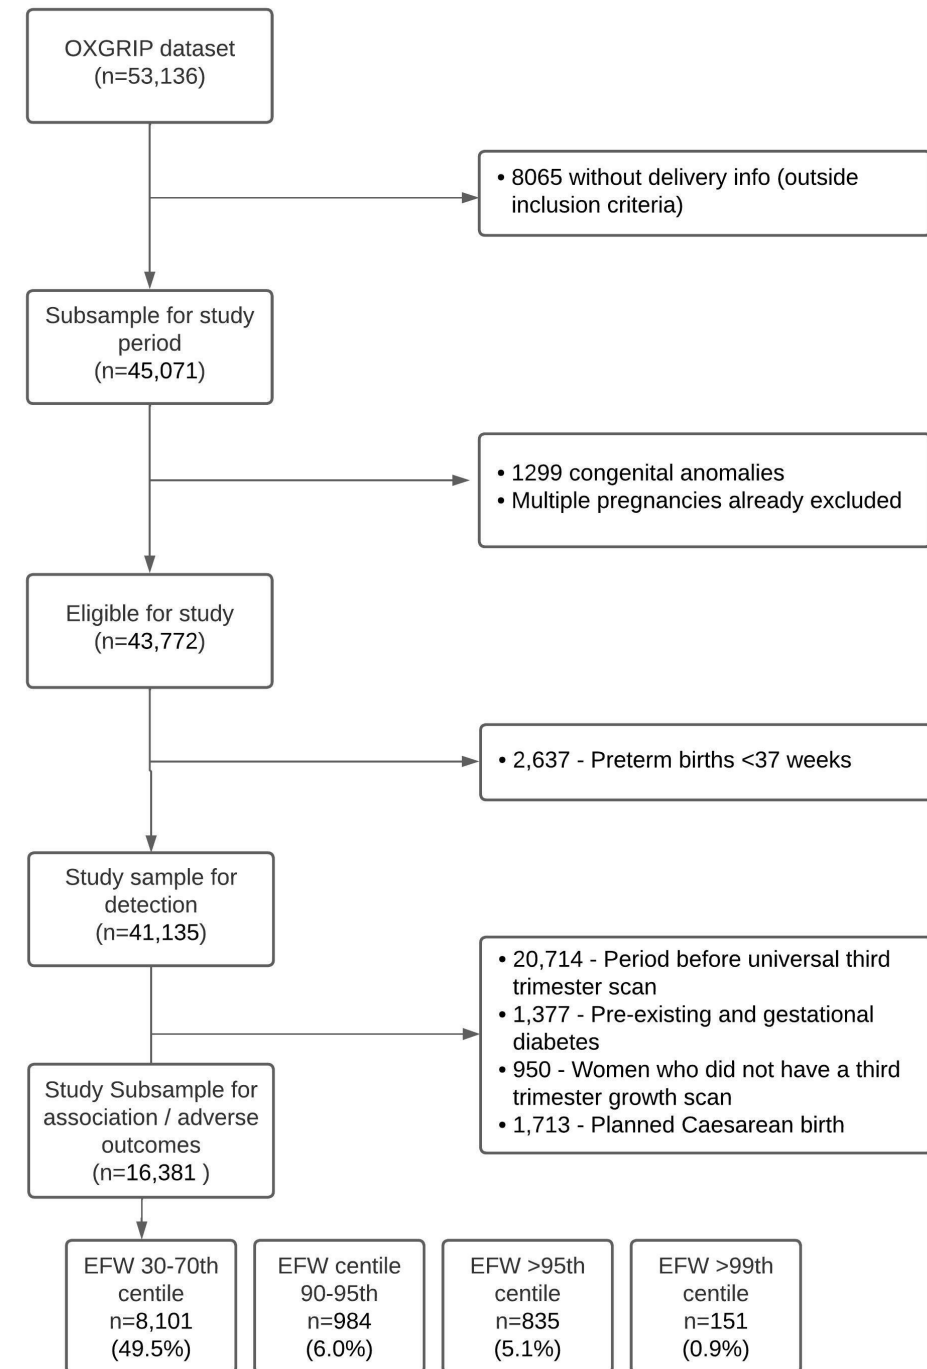 OXGRIP dataset
(n=53,136)
• 8065 without delivery info (outside
inclusion criteria)
Subsample for study
period
(n=45,071)
• 1299 congenital anomalies
• Multiple pregnancies already excluded
Eligible for study
(n=43,772)
• 2,637 - Preterm births <37 weeks
Study sample for
detection
(n=41,135)
• 20,714 - Period before universal third
trimester scan
• 1,377 - Pre-existing and gestational
diabetes
• 950 - Women who did not have a third
trimester growth scan
• 1,713 - Planned Caesarean birth
Study Subsample for
association / adverse
outcomes
(n=16,381 )
EFW 30-70th
centile
n=8,101
(49.5%)
EFW centile
90-95th
n=984
(6.0%)
EFW >95th
centile
n=835
(5.1%)
EFW >99th
centile
n=151
(0.9%)